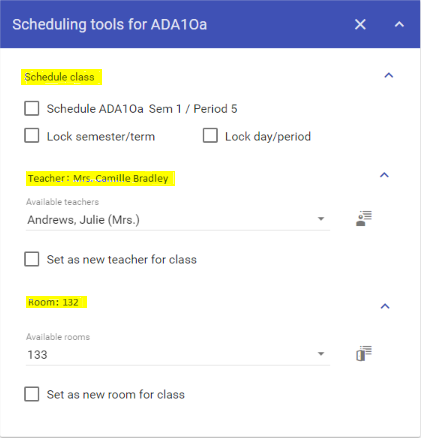 Scheduling tools for ADA1Oa
Schedule class
Schedule ADA1Oa Sem 1 / Period 5
Lock semester/term Lock day/period
Teacher: Mrs. Camille Bradley
Available teachers
Andrews, Julie (Mrs.)
Set as new teacher for class
Room: 132
Available rooms
133
Set as new room for class